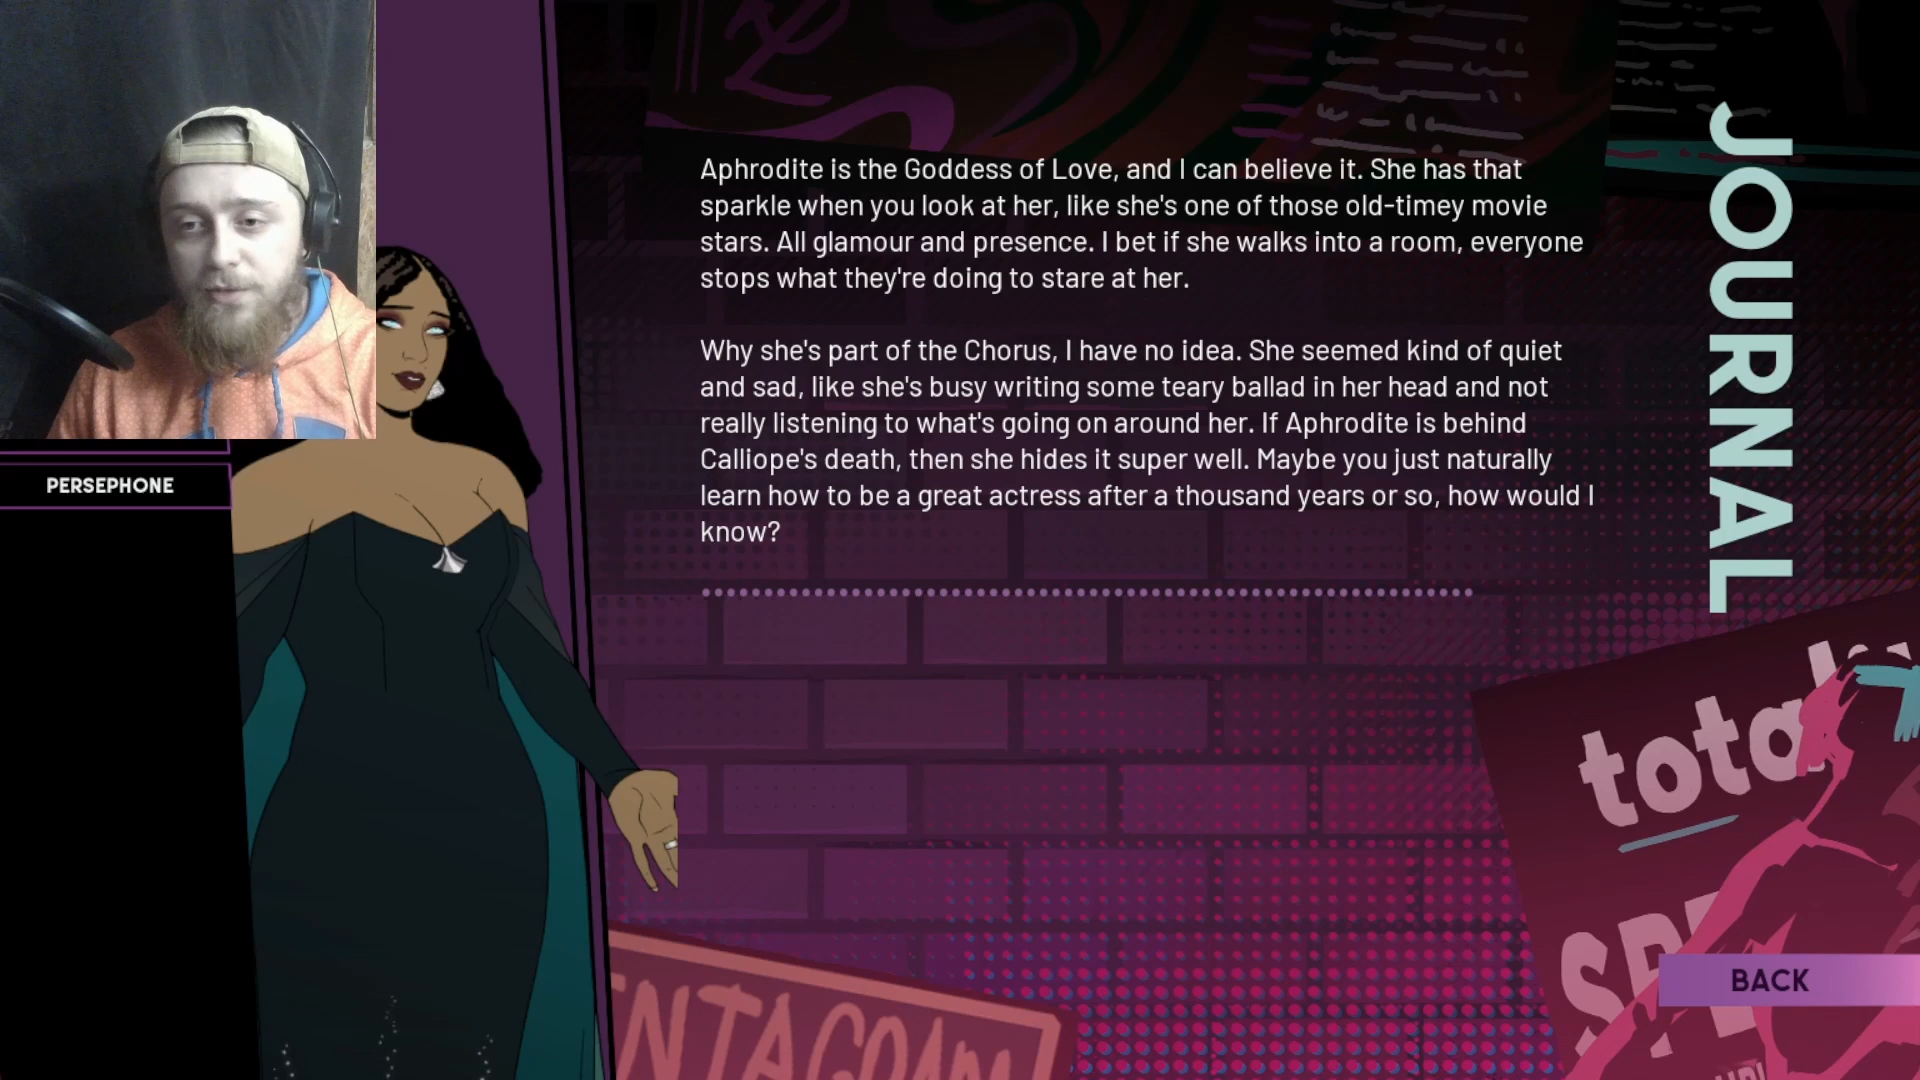 Aphrodite is the Goddess of Love, and I can believe it. She has that
sparkle when you look at her, like she's one of those old-timey movie
stars. All glamour and presence. I bet if she walks into a room, everyone
stops what they're doing to stare at her.
Why she's part of the Chorus, I have no idea. She seemed kind of quiet
and sad, like she's busy writing some teary ballad in her head and not
really listening to what's going on around her. If Aphrodite is behind
Calliope's death, then she hides it super well. Maybe you just naturally
learn how to be a great actress after a thousand years or so, how would I
know?
JOURNAL
PERSEPHONE
BACK